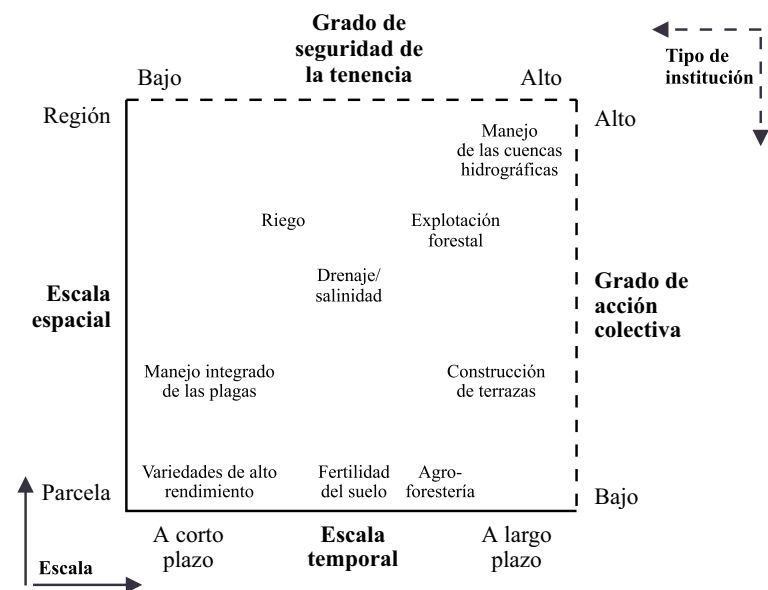 Grado de
seguridad de
la tenencia
Tipo de
institución
Bajo
Alto
Región
Alto
Manejo
de las cuencas
hidrográficas
Riego
Explotación
forestal
Drenaje/
salinidad
Escala
espacial
Grado de
acción
colectiva
Manejo integrado
de las plagas
Construcción
de terrazas
Variedades de alto
rendimiento
Fertilidad
del suelo
Agro-
forestería
Parcela
Bajo
A corto
plazo
Escala
temporal
A largo
plazo
Escala